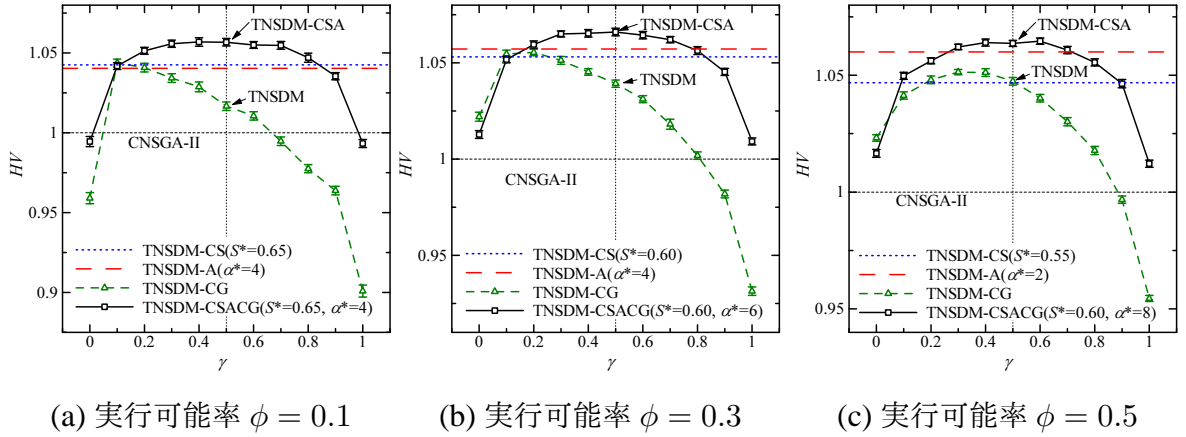 TNSDM-CSA
1.05
TNSDM
1
CNSGA-II
HV
0.95
TNSDM-CS(S*=0.65)
TNSDM-A(α*=4)
TNSDM-CG
0.9
TNSDM-CSACG(S*=0.65, α*=4)
0 0.2 0.4 0.6 0.8 1
γ
(a) 実行可能率 ϕ = 0.1
TNSDM-CSA
1.05
TNSDM
1
CNSGA-II
HV
0.95
TNSDM-CS(S*=0.60)
TNSDM-A(α*=4)
TNSDM-CG
TNSDM-CSACG(S*=0.60, α*=6)
0 0.2 0.4 0.6 0.8 1
γ
(b) 実行可能率 ϕ = 0.3
TNSDM-CSA
1.05
TNSDM
1
CNSGA-II
HV
TNSDM-CS(S*=0.55)
TNSDM-A(α*=2)
TNSDM-CG
0.95
TNSDM-CSACG(S*=0.60, α*=8)
0 0.2 0.4 0.6 0.8 1
γ
(c) 実行可能率 ϕ = 0.5